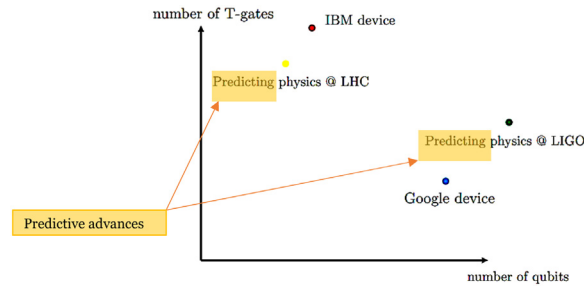 number of T-gates
IBM device
Predicting physics @ LHC
Predicting physics @ LIGO
Google device
Predictive advances
number of qubits